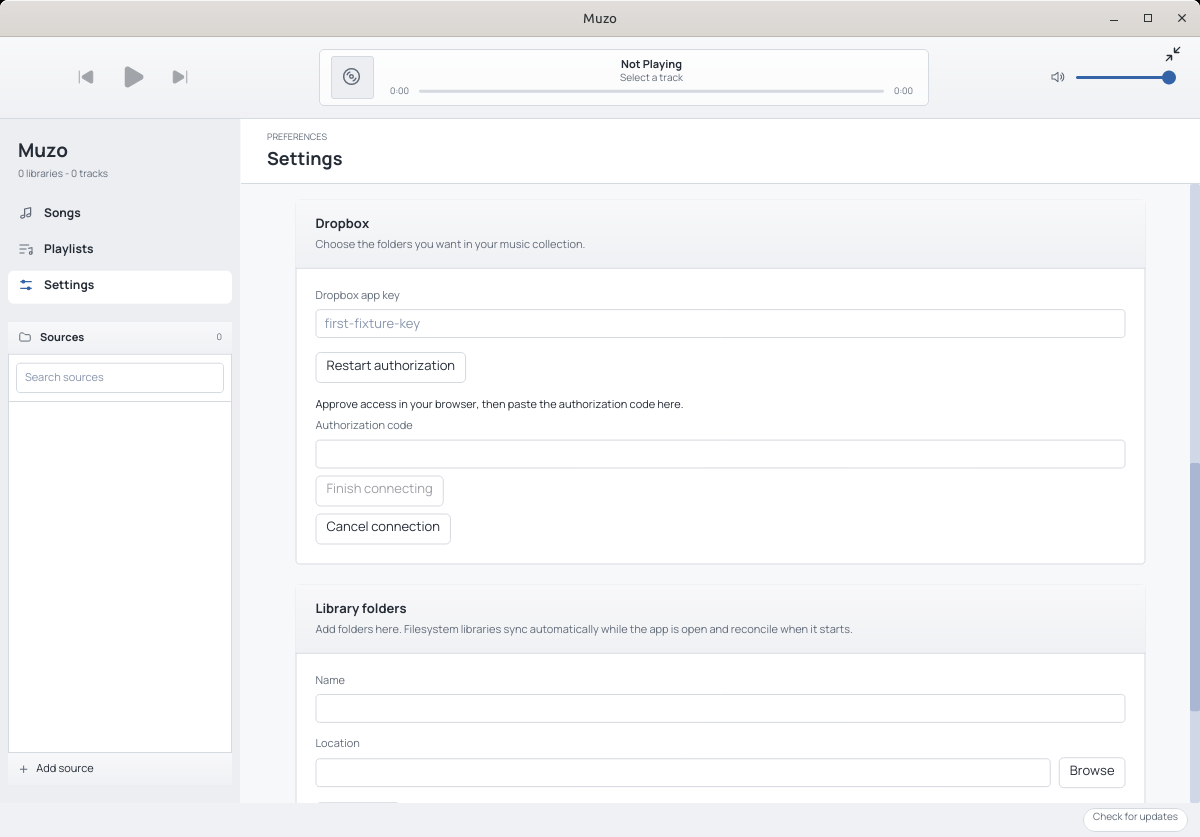 Muzo
Not Playing
Select a track
0:00
0:00
Muzo
0 libraries - 0 tracks
Songs
Playlists
Settings
Sources
0
Search sources
Add source
PREFERENCES
Settings
Dropbox
Choose the folders you want in your music collection.
Dropbox app key
first-fixture-key
Restart authorization
Approve access in your browser, then paste the authorization code here.
Authorization code
Finish connecting
Cancel connection
Library folders
Add folders here. Filesystem libraries sync automatically while the app is open and reconcile when it starts.
Name
Location
Browse
Check for updates